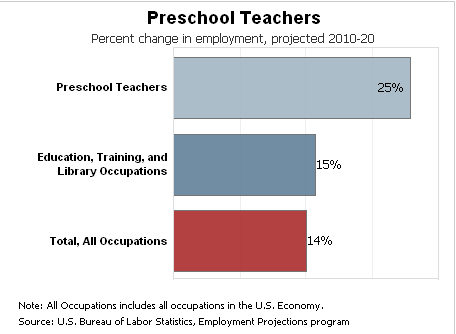 Preschool Teachers
Percent change in employment, projected 2010-20
Preschool Teachers
25%
Education, Training, and
Library Occupations
15%
Total, All Occupations
14%
Note: All Occupations includes all occupations in the U.S. Economy.
Source: U.S. Bureau of Labor Statistics, Employment Projections program